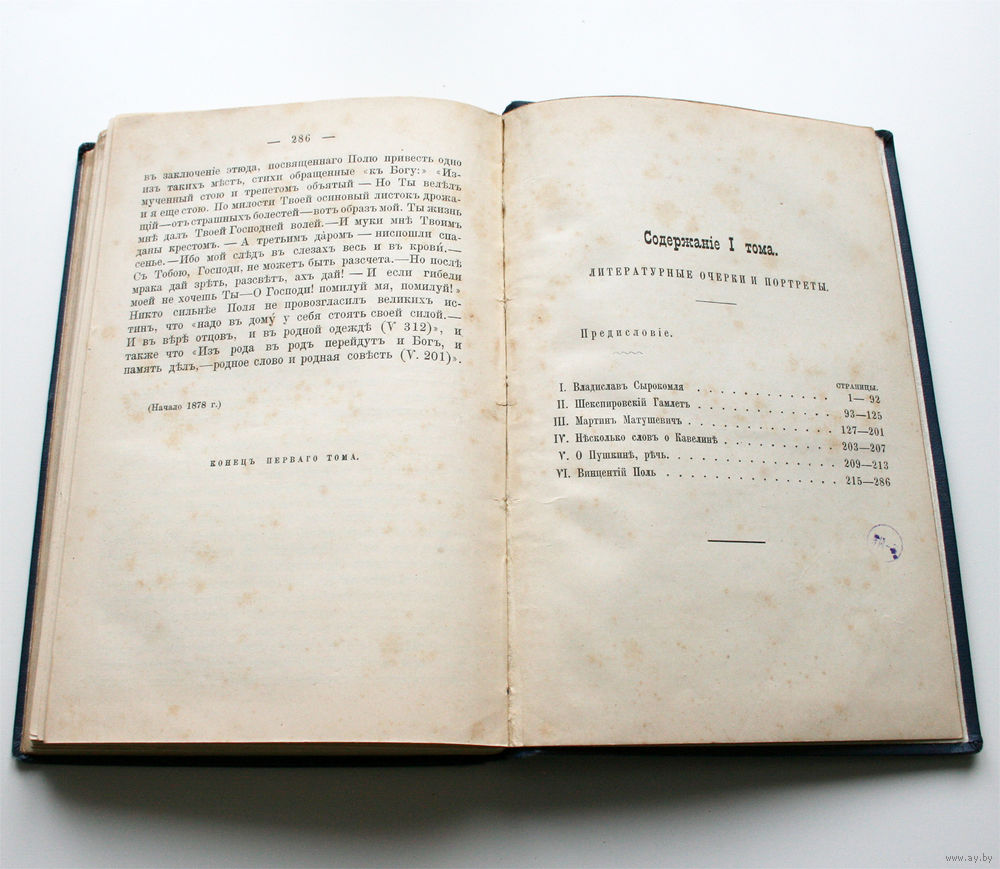 — 286 —
въ заключеніе этюда, посвященнаго Полю привесть одно
изъ такихъ мѣстъ, стихи обращенные «къ Богу:» «Из-
мученный стою и трепетомъ объятый — Но Ты велѣлъ
и я еще стою. По милости Твоей осиновый листокъ дрожа-
щій—отъ страшныхъ болестей—вотъ образъ мой. Ты жизнь
мнѣ далъ Твоей Господней волей.—И муки мнѣ Твоимъ
даны крестомъ. — А третьимъ да́ромъ — ниспошли спа-
сенье.—Ибо мой слѣдъ въ слезахъ весь и въ крови́.—
Съ Тобою, Господи, не можетъ быть разсчета.—Но послѣ
мрака дай зрѣть, разсвѣтъ, ахъ дай! — И если гибели
моей не хочешь Ты—О Господи! помилуй мя, помилуй!»
Никто сильнѣе Поля не провозгласилъ великихъ ис-
тинъ, что «надо въ дому́ у себя стоять своей силой.—
И въ вѣрѣ отцовъ, и въ родной одеждѣ (V 312)», и
также что «Изъ рода въ родъ перейдутъ и Богъ, и
память дѣлъ,—родное слово и родная совѣсть (V. 201)».
(Начало 1878 г.)
КОНЕЦЪ ПЕРВАГО ТОМА.
Содержаніе I тома.
ЛИТЕРАТУРНЫЕ ОЧЕРКИ И ПОРТРЕТЫ.
Предисловіе.
СТРАНИЦЫ.
I. Владиславъ Сырокомля . . . . . . . . . . 1— 92
II. Шекспировскій Гамлетъ . . . . . . . . . . 93—125
III. Мартинъ Матушевичъ . . . . . . . . . . 127—201
IV. Нѣсколько словъ о Кавелинѣ . . . . . . . . 203—207
V. О Пушкинѣ, рѣчь. . . . . . . . . . . . 209—213
VI. Винцентій Поль . . . . . . . . . . . . 215—286
www.ay.by